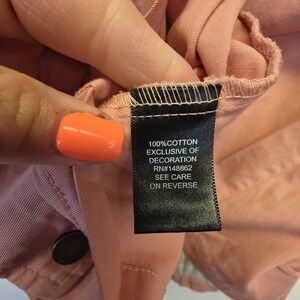 100%COTTON
EXCLUSIVE OF
DECORATION
RN#148862
SEE CARE
ON REVERSE